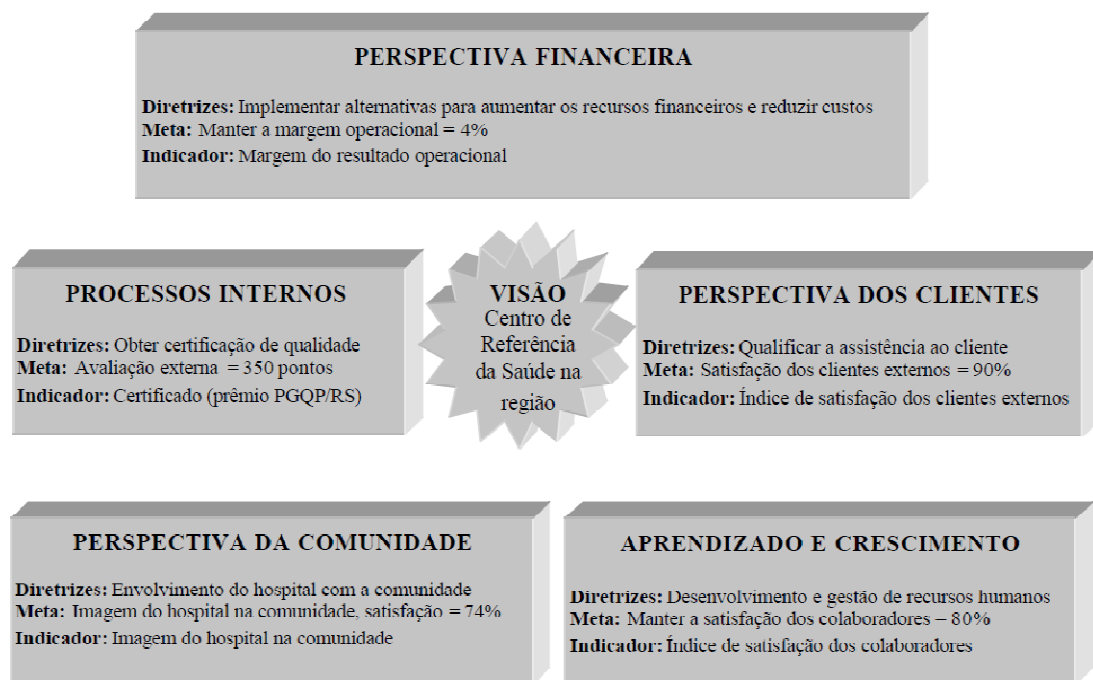 PERSPECTIVA FINANCEIRA
Diretrizes: Implementar alternativas para aumentar os recursos financeiros e reduzir custos
Meta: Manter a margem operacional = 4%
Indicador: Margem do resultado operacional
PROCESSOS INTERNOS
Diretrizes: Obter certificação de qualidade
Meta: Avaliação externa = 350 pontos
Indicador: Certificado (prêmio PGQP/RS)
VISÃO
Centro de
Referência
da Saúde na
região
PERSPECTIVA DOS CLIENTES
Diretrizes: Qualificar a assistência ao cliente
Meta: Satisfação dos clientes externos = 90%
Indicador: Índice de satisfação dos clientes externos
PERSPECTIVA DA COMUNIDADE
Diretrizes: Envolvimento do hospital com a comunidade
Meta: Imagem do hospital na comunidade, satisfação = 74%
Indicador: Imagem do hospital na comunidade
APRENDIZADO E CRESCIMENTO
Diretrizes: Desenvolvimento e gestão de recursos humanos
Meta: Manter a satisfação dos colaboradores – 80%
Indicador: Índice de satisfação dos colaboradores